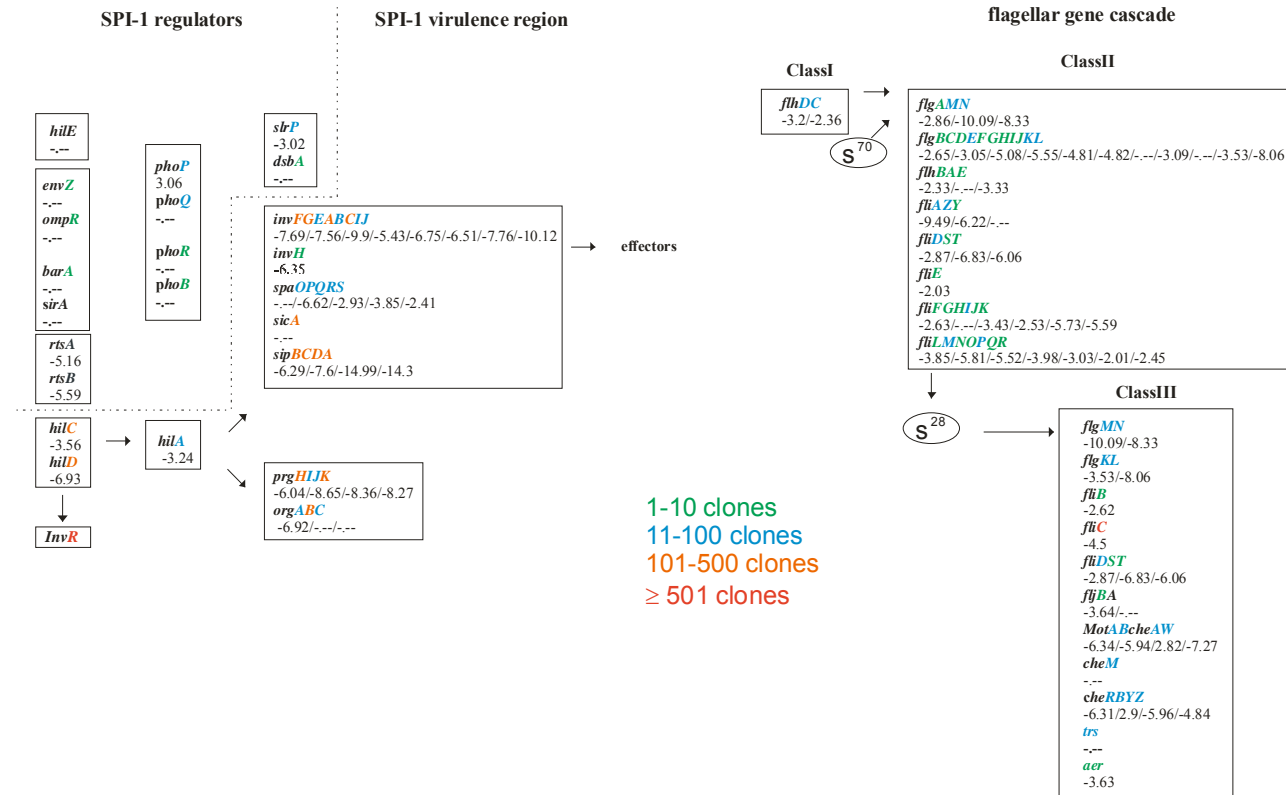 SPI-1 regulators
SPI-1 virulence region
hilE
-.--
envZ
-.--
ompR
-.--
barA
-.--
sirA
-.--
rtsA
-5.16
rtsB
-5.59
phoP
3.06
phoQ
-.--
phoR
-.--
phoB
-.--
slrP
-3.02
dsbA
-.--
invFGEABCIJ
-7.69/-7.56/-9.9/-5.43/-6.75/-6.51/-7.76/-10.12
invH
-6.35
spaOPQRS
-.--/-6.62/-2.93/-3.85/-2.41
sicA
-.--
sipBCDA
-6.29/-7.6/-14.99/-14.3
effectors
hilC
-3.56
hilD
-6.93
hilA
-3.24
InvR
prgHIJK
-6.04/-8.65/-8.36/-8.27
orgABC
-6.92/-.--/-.--
1-10 clones
11-100 clones
101-500 clones
≥ 501 clones
flagellar gene cascade
ClassI
flhDC
-3.2/-2.36
s70
ClassII
flgAMN
-2.86/-10.09/-8.33
flgBCDEFGHIJKL
-2.65/-3.05/-5.08/-5.55/-4.81/-4.82/-.--/-3.09/-.--/-3.53/-8.06
flhBAE
-2.33/-.--/-3.33
fliAZY
-9.49/-6.22/-.--
fliDST
-2.87/-6.83/-6.06
fliE
-2.03
fliFGHIJK
-2.63/-.--/-3.43/-2.53/-5.73/-5.59
fliLMNOPQR
-3.85/-5.81/-5.52/-3.98/-3.03/-2.01/-2.45
s28
ClassIII
flgMN
-10.09/-8.33
flgKL
-3.53/-8.06
fliB
-2.62
fliC
-4.5
fliDST
-2.87/-6.83/-6.06
fljBA
-3.64/-.--
MotABcheAW
-6.34/-5.94/2.82/-7.27
cheM
-.--
cheRBYZ
-6.31/2.9/-5.96/-4.84
trs
-.--
aer
-3.63